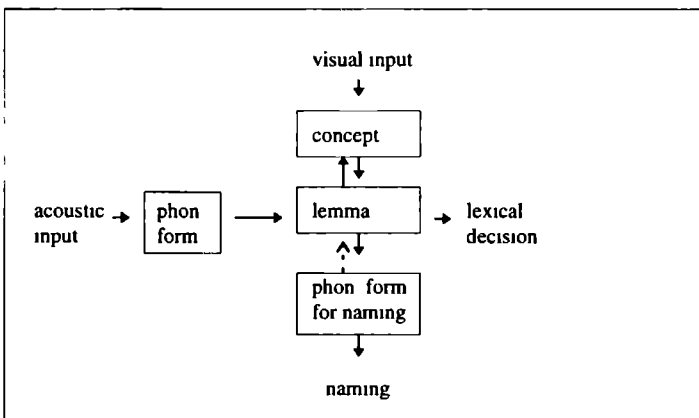 visual input
concept
acoustic input
phon form
lemma
lexical decision
phon form for naming
naming